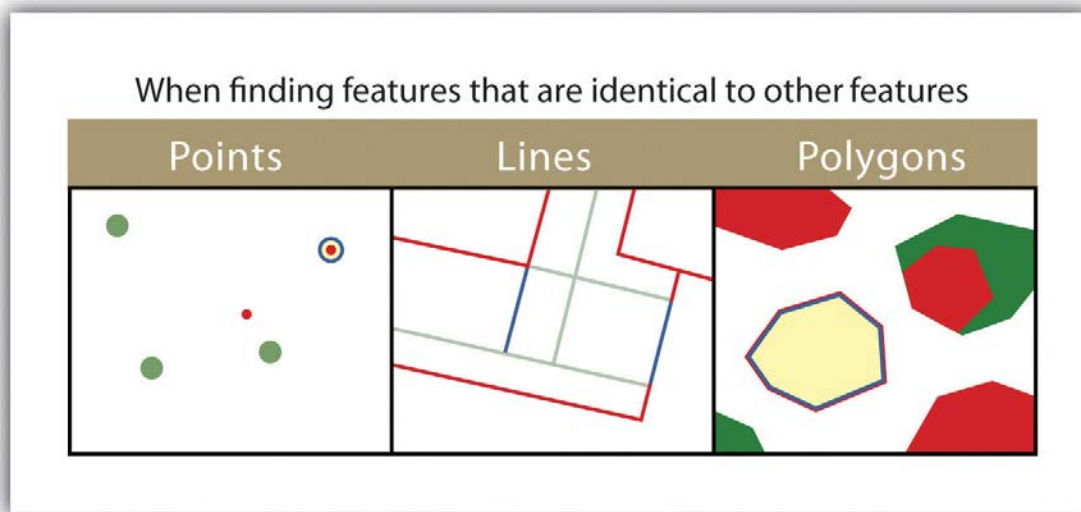 When finding features that are identical to other features
Points Lines Polygons